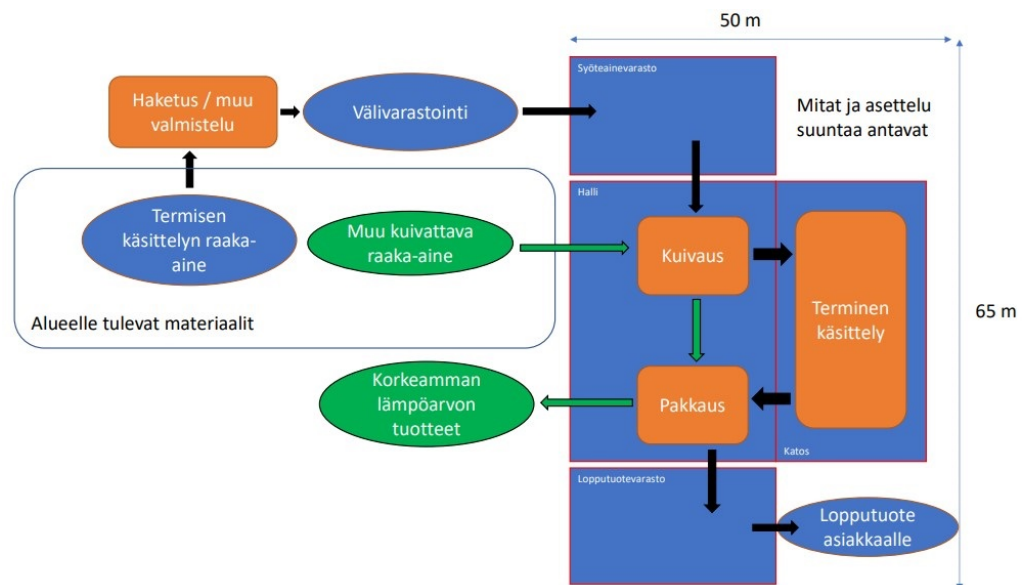 50 m
Syöteainevarasto
Haketus / muu
valmistelu
Välivarastointi
Mitat ja asettelu
suuntaa antavat
Halli
Termisen
käsittelyn raaka-
aine
Muu kuivattava
raaka-aine
Kuivaus
Terminen
käsittely
65 m
Alueelle tulevat materiaalit
Korkeamman
lämpöarvon
tuotteet
Pakkaus
Katos
Lopputuotevarasto
Lopputuote
asiakkaalle